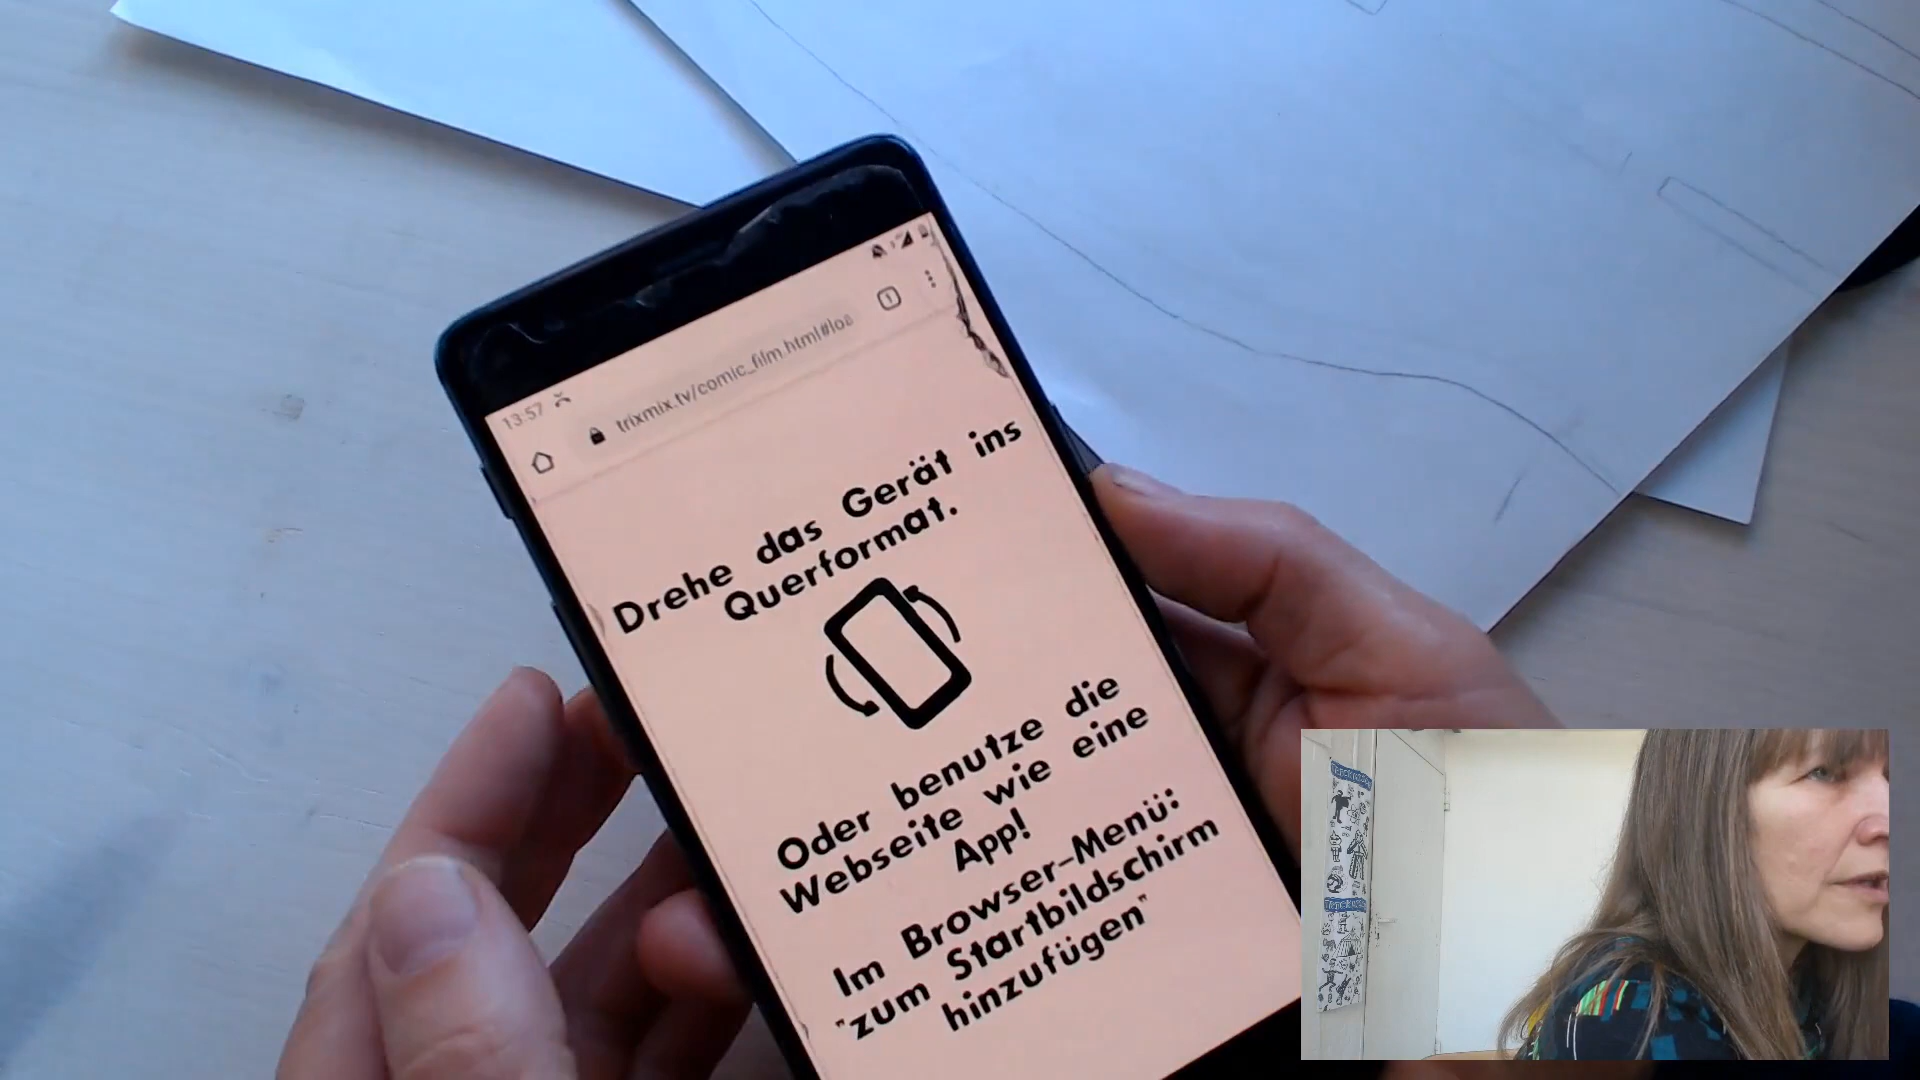 13:57
trixmix.tv/comic_film.html#loa
1
Drehe das Gerät ins
Querformat.
Oder benutze die
Webseite wie eine
App!
Im Browser-Menü:
"zum Startbildschirm
hinzufügen"